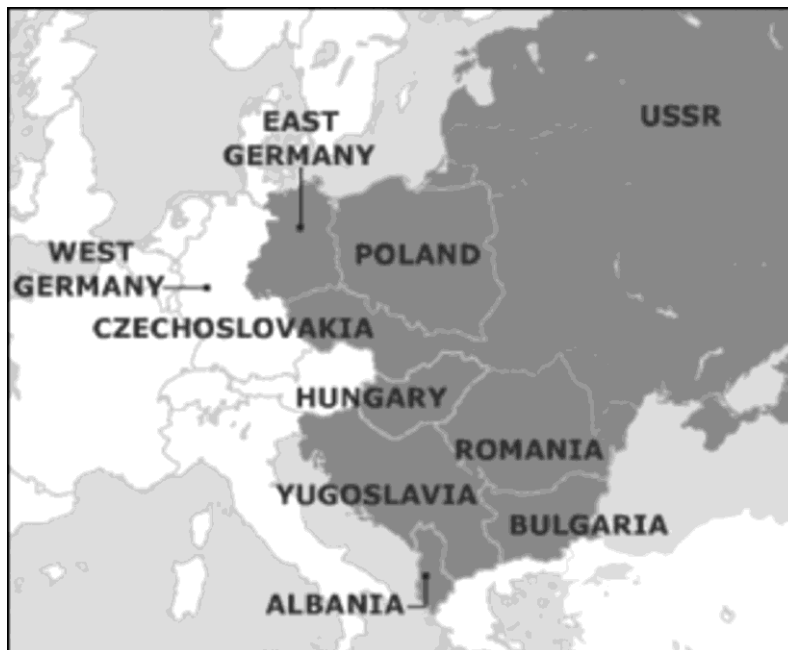 USSR
EAST
GERMANY
WEST
GERMANY
POLAND
CZECHOSLOVAKIA
HUNGARY
ROMANIA
YUGOSLAVIA
BULGARIA
ALBANIA